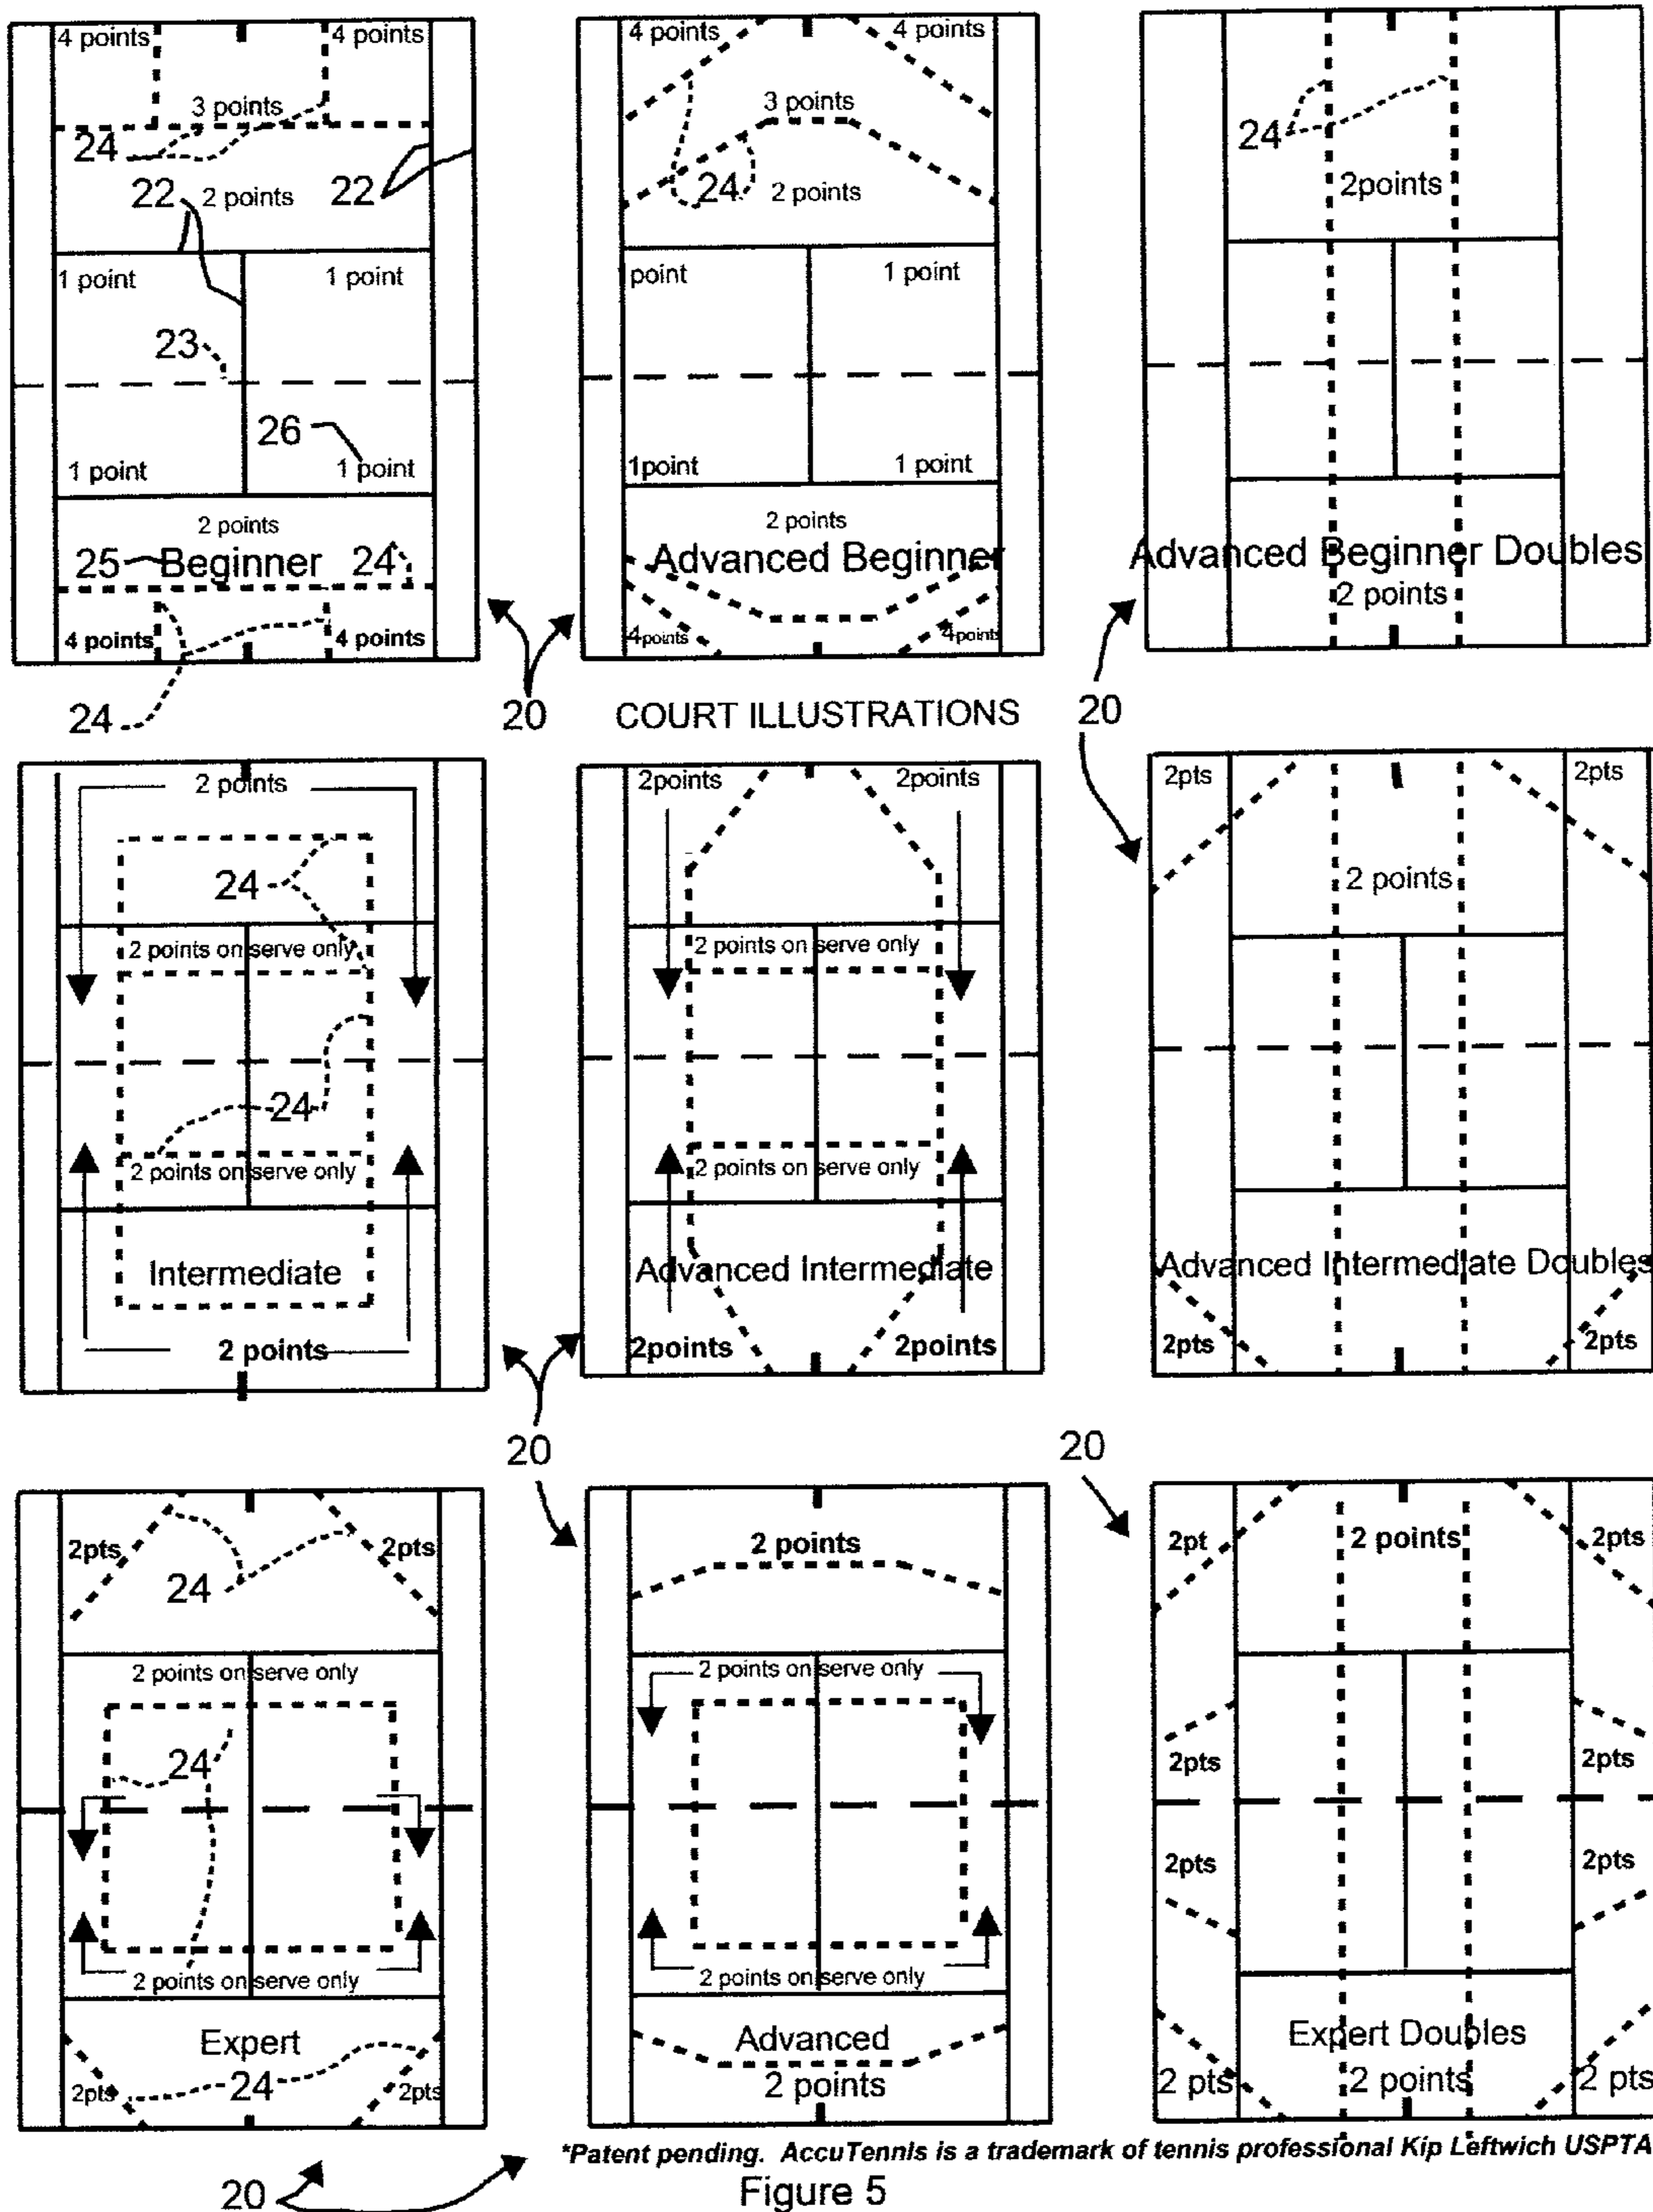 4 points
4 points
3 points
24
22
2 points
22
1 point
1 point
23
26
1 point
1 point
2 points
25
Beginner
24
4 points
4 points
24
4 points
4 points
3 points
24
2 points
point
1 point
1point
1 point
2 points
Advanced Beginner
4points
4points
24
2points
Advanced Beginner Doubles
2 points
20
COURT ILLUSTRATIONS
20
2 points
24
2 points on serve only
24
2 points on serve only
Intermediate
2 points
2points
2points
2 points on serve only
2 points on serve only
Advanced Intermediate
2points
2points
2pts
2pts
2 points
Advanced Intermediate Doubles
2pts
2pts
20
20
2pts
2pts
24
2 points on serve only
24
2 points on serve only
Expert
24
2pts
2pts
2 points
2 points on serve only
2 points on serve only
Advanced
2 points
2pt
2 points
2pts
2pts
2pts
2pts
2pts
Expert Doubles
2 pts
2 points
2 pts
*Patent pending. AccuTennis is a trademark of tennis professional Kip Leftwich USPTA
20
Figure 5